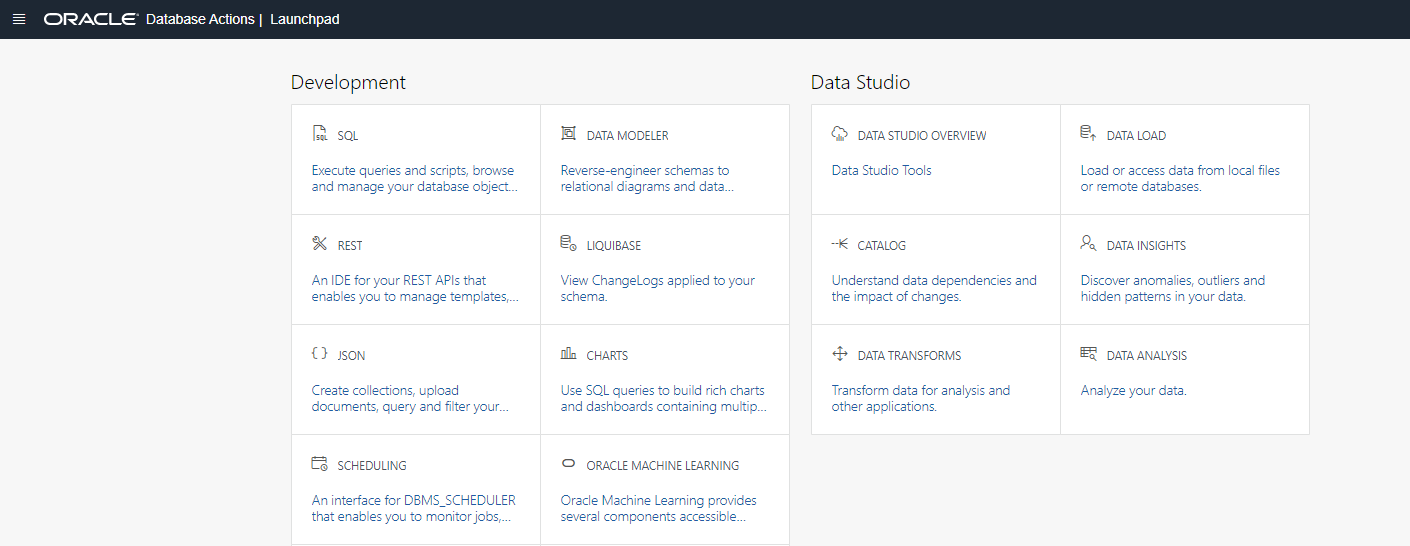 ORACLE Database Actions | Launchpad
Development
SQL
Execute queries and scripts, browse
and manage your database object...
DATA MODELER
Reverse-engineer schemas to
relational diagrams and data...
REST
An IDE for your REST APIs that
enables you to manage templates,...
LIQUIBASE
View ChangeLogs applied to your
schema.
JSON
Create collections, upload
documents, query and filter your...
CHARTS
Use SQL queries to build rich charts
and dashboards containing multip...
SCHEDULING
An interface for DBMS_SCHEDULER
that enables you to monitor jobs,...
ORACLE MACHINE LEARNING
Oracle Machine Learning provides
several components accessible...
Data Studio
DATA STUDIO OVERVIEW
Data Studio Tools
DATA LOAD
Load or access data from local files
or remote databases.
CATALOG
Understand data dependencies and
the impact of changes.
DATA INSIGHTS
Discover anomalies, outliers and
hidden patterns in your data.
DATA TRANSFORMS
Transform data for analysis and
other applications.
DATA ANALYSIS
Analyze your data.